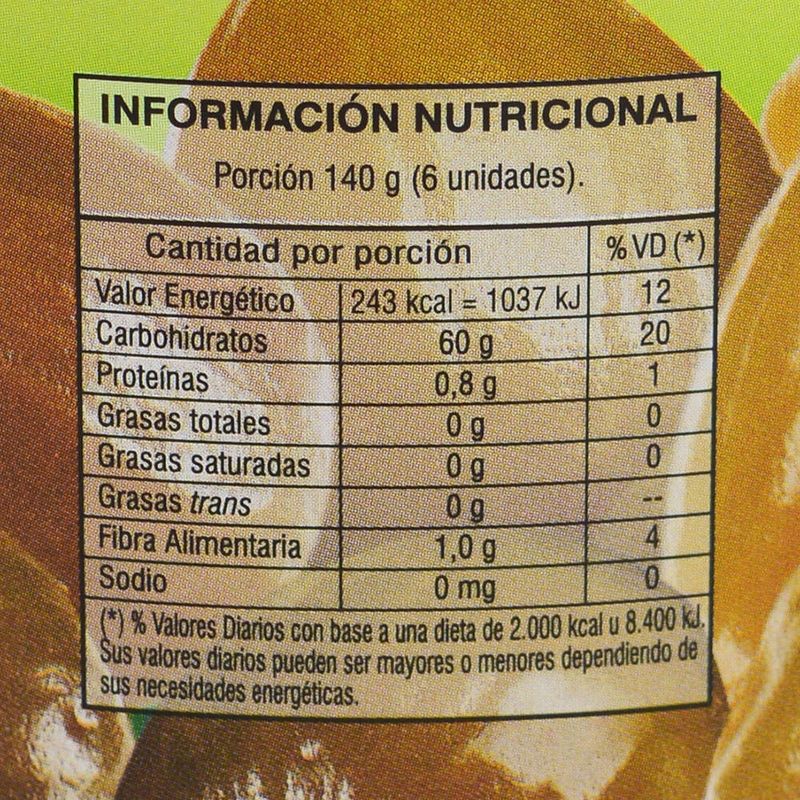 INFORMACIÓN NUTRICIONAL
Porción 140 g (6 unidades).
Cantidad por porción % VD (*)
Valor Energético 243 kcal = 1037 kJ 12
Carbohidratos 60 g 20
Proteínas 0,8 g 1
Grasas totales 0 g 0
Grasas saturadas 0 g 0
Grasas trans 0 g --
Fibra Alimentaria 1,0 g 4
Sodio 0 mg 0
(*) % Valores Diarios con base a una dieta de 2.000 kcal u 8.400 kJ.
Sus valores diarios pueden ser mayores o menores dependiendo de
sus necesidades energéticas.